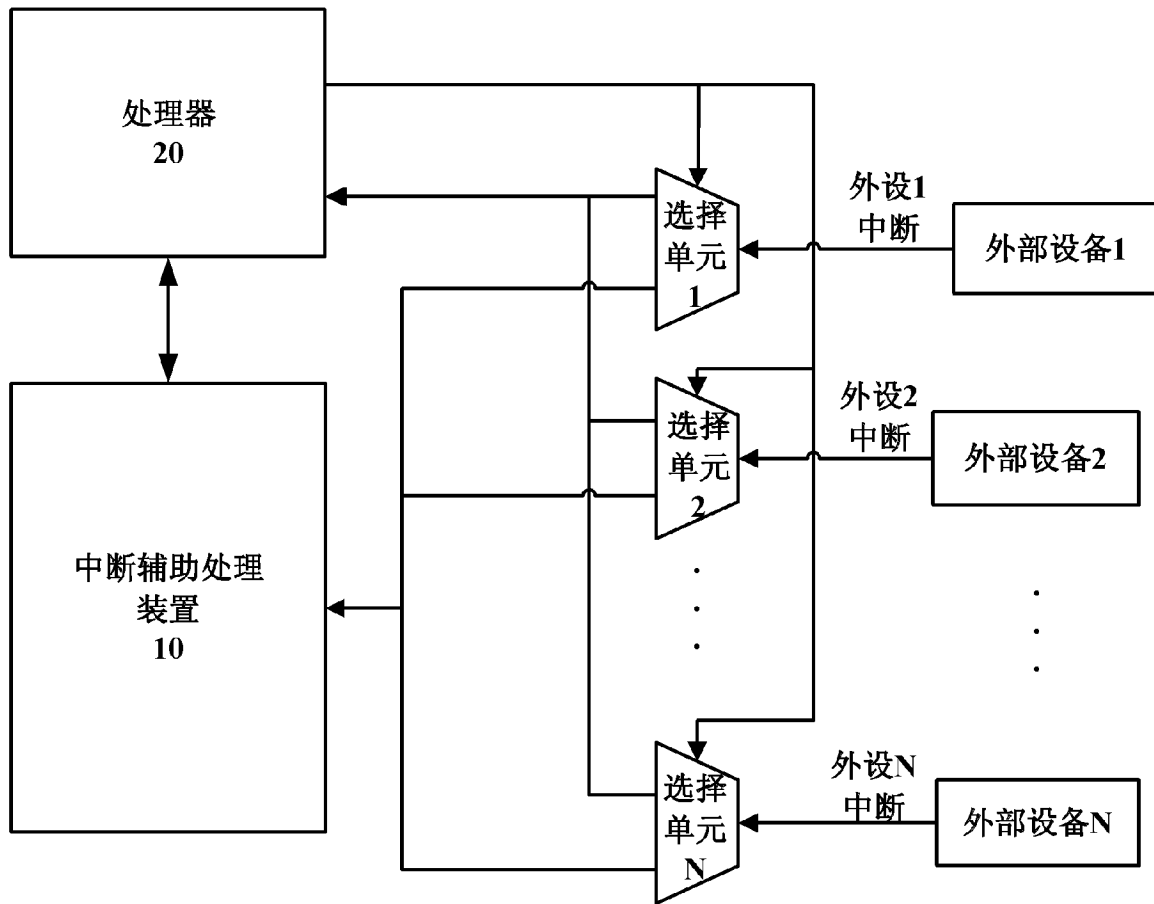 处理器
20
选择
单元
1
外设1
中断
外部设备1
选择
单元
2
外设2
中断
外部设备2
中断辅助处理
装置
10
选择
单元
N
外设N
中断
外部设备N